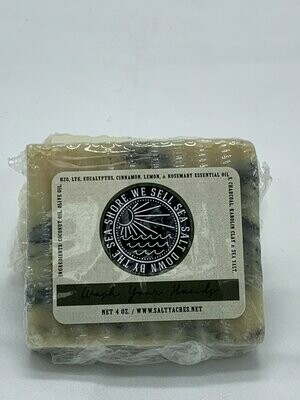 INGREDIENTS: COCONUT OIL, OLIVE OIL,
H2O, LYE, EUCALYPTUS, CINNAMON, LEMON, & ROSEMARY ESSENTIAL OIL
& CHARCOAL, KAOLIN CLAY & SEA SALT
DOWN BY THE SEA SHORE WE SELL SEA SALT
Wash Your Hands
NET 4 OZ. / WWW.SALTYACRES.NET